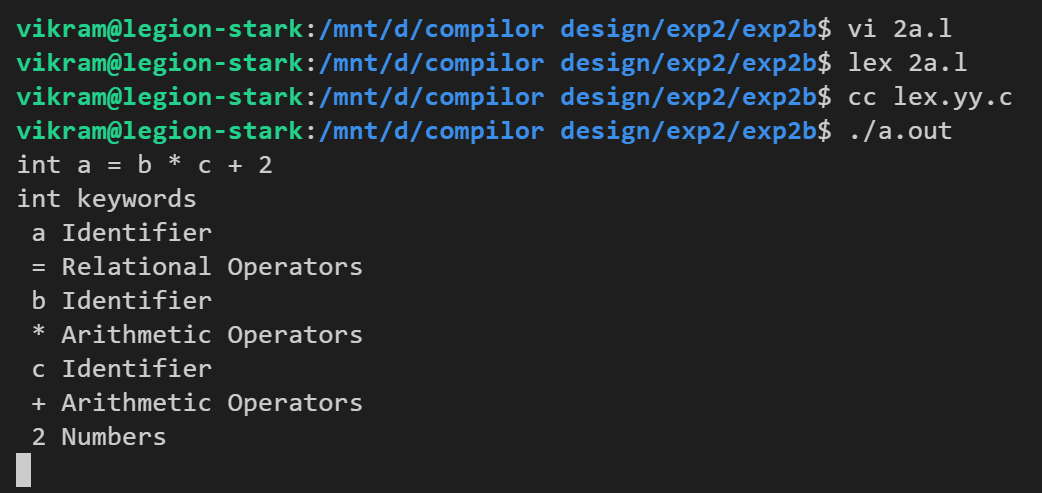 vikram@legion-stark:/mnt/d/compilor design/exp2/exp2b$ vi 2a.l
vikram@legion-stark:/mnt/d/compilor design/exp2/exp2b$ lex 2a.l
vikram@legion-stark:/mnt/d/compilor design/exp2/exp2b$ cc lex.yy.c
vikram@legion-stark:/mnt/d/compilor design/exp2/exp2b$ ./a.out
int a = b * c + 2
int keywords
 a Identifier
 = Relational Operators
 b Identifier
 * Arithmetic Operators
 c Identifier
 + Arithmetic Operators
 2 Numbers